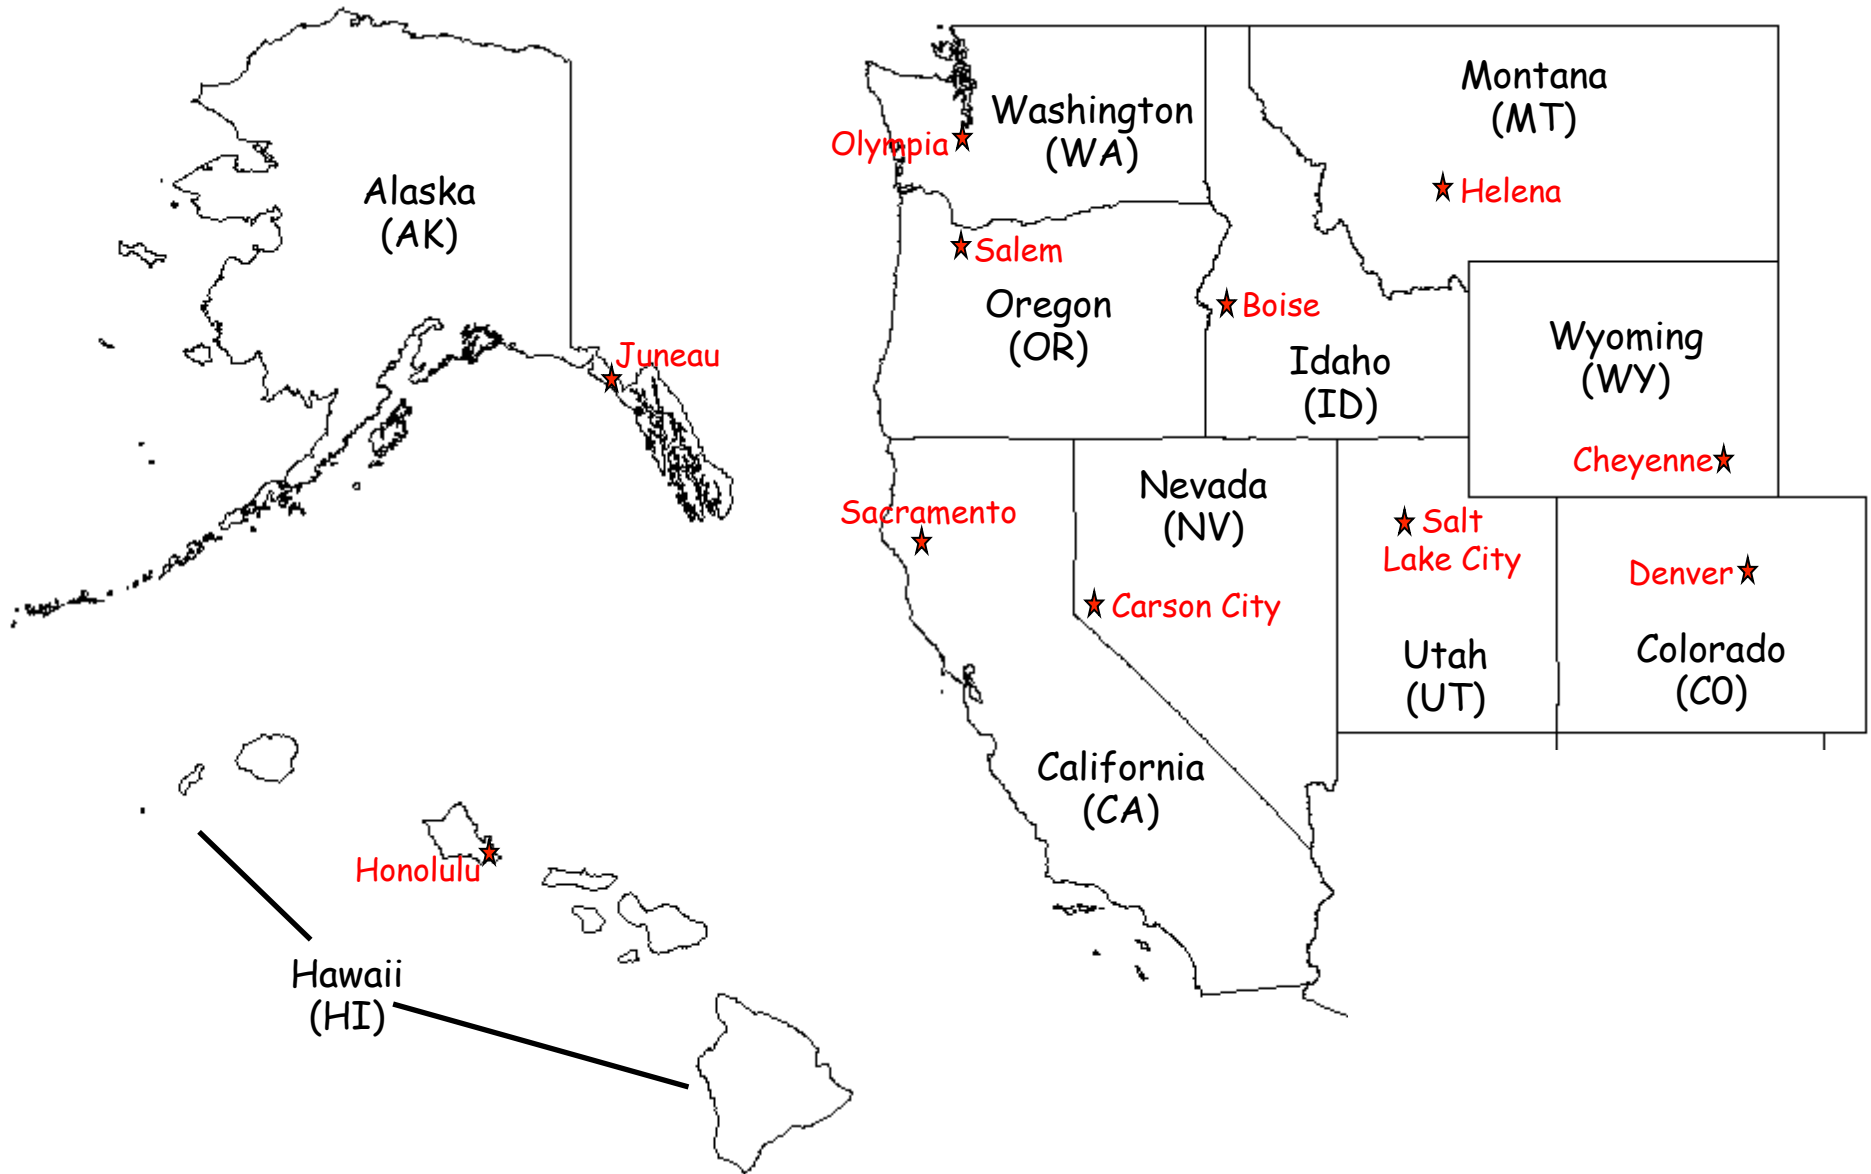 Alaska
(AK)
Juneau
Honolulu
Hawaii
(HI)
Washington
(WA)
Olympia
Montana
(MT)
Helena
Salem
Oregon
(OR)
Boise
Idaho
(ID)
Wyoming
(WY)
Cheyenne
Sacramento
Nevada
(NV)
Carson City
Salt
Lake City
Utah
(UT)
Denver
Colorado
(CO)
California
(CA)